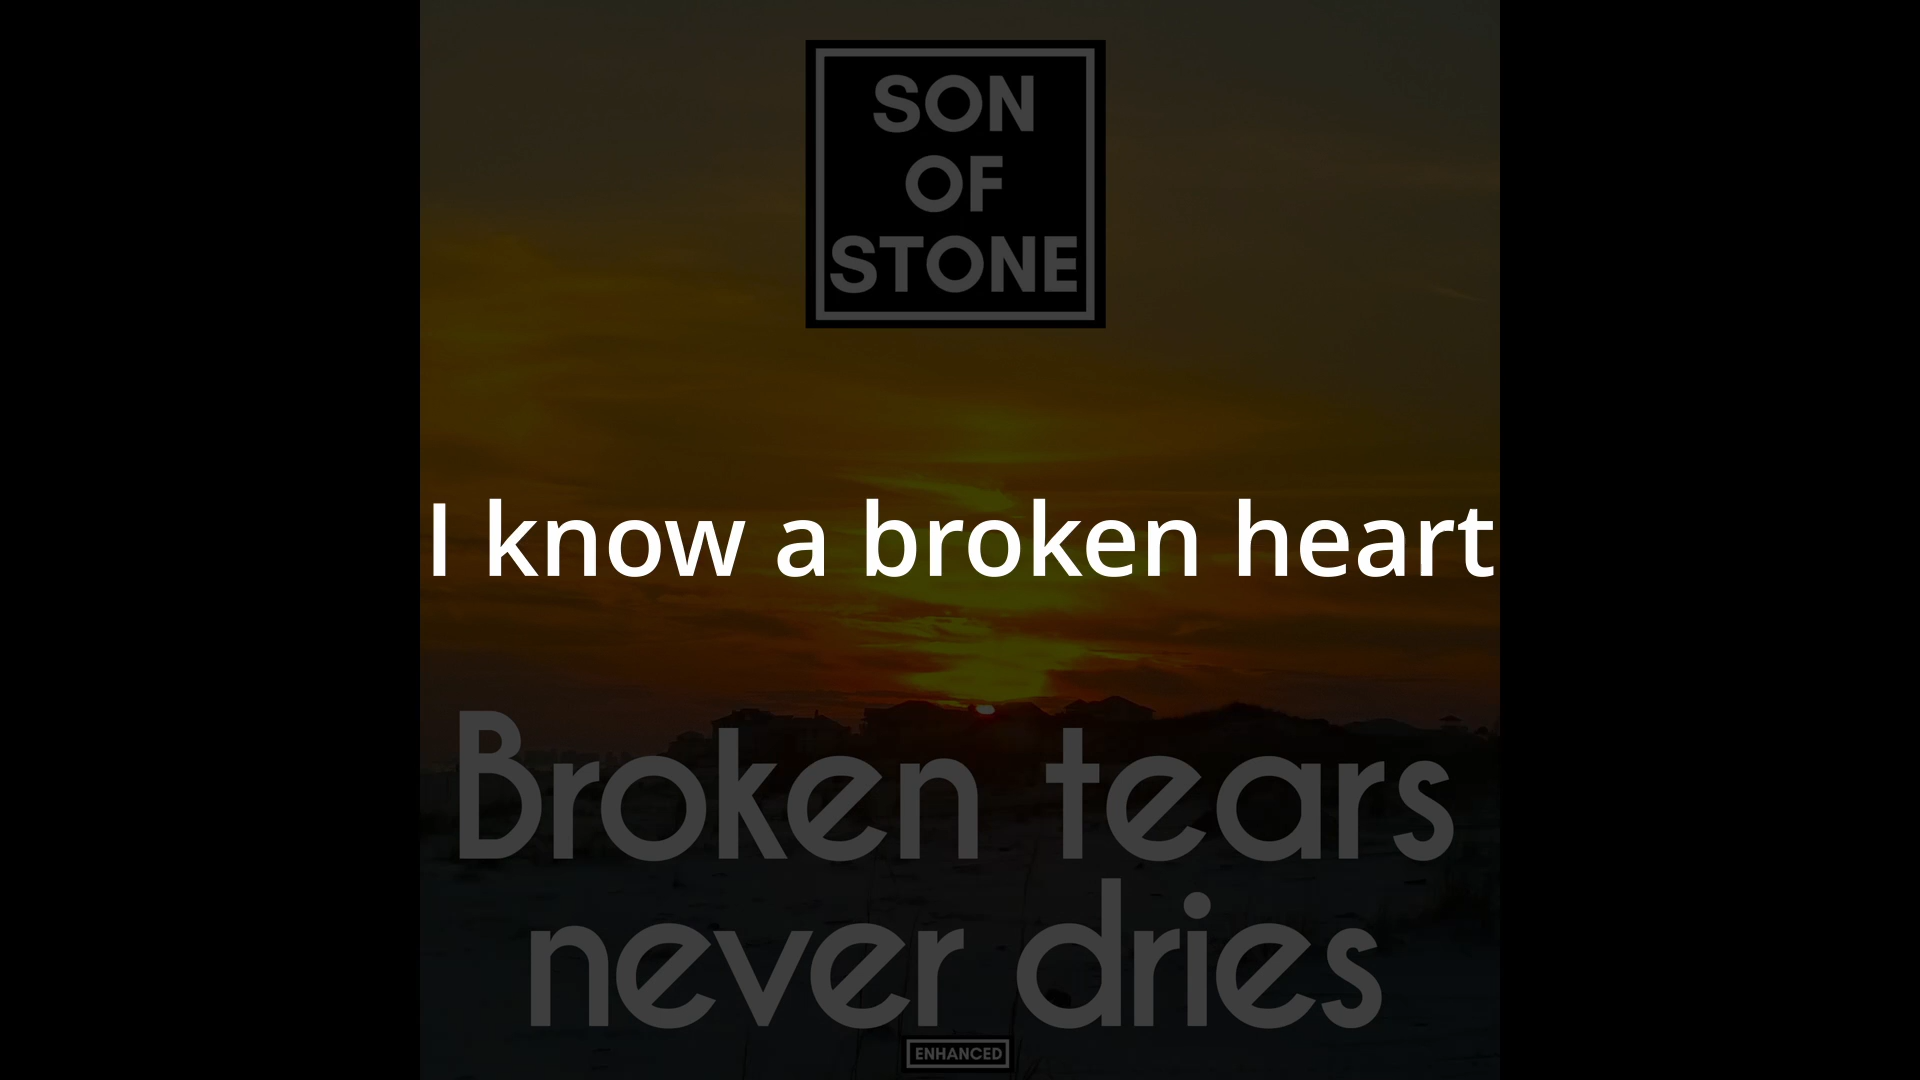 SON
OF
STONE
I know a broken heart
Broken tears
never dries
ENHANCED